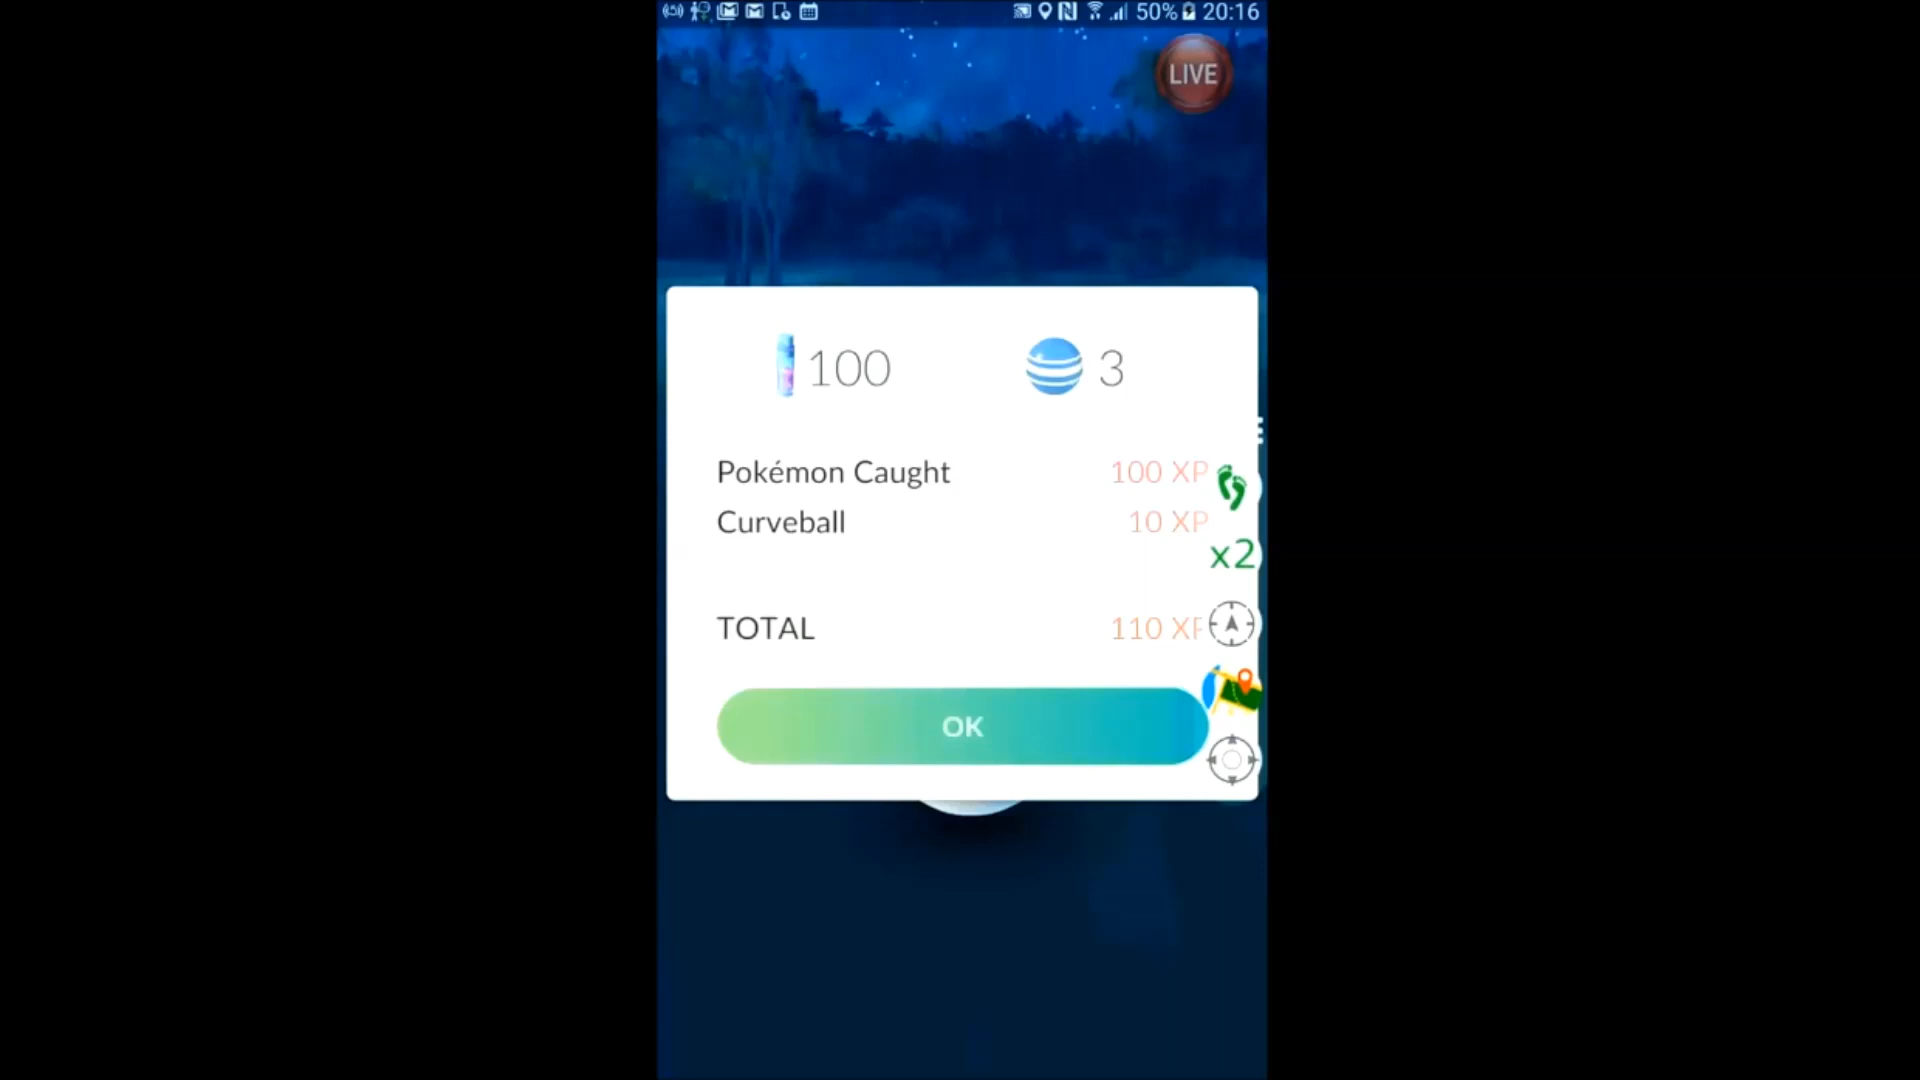 50% 20:16
LIVE
100 3
Pokémon Caught 100 XP
Curveball 10 XP
x2
TOTAL 110 XP
OK